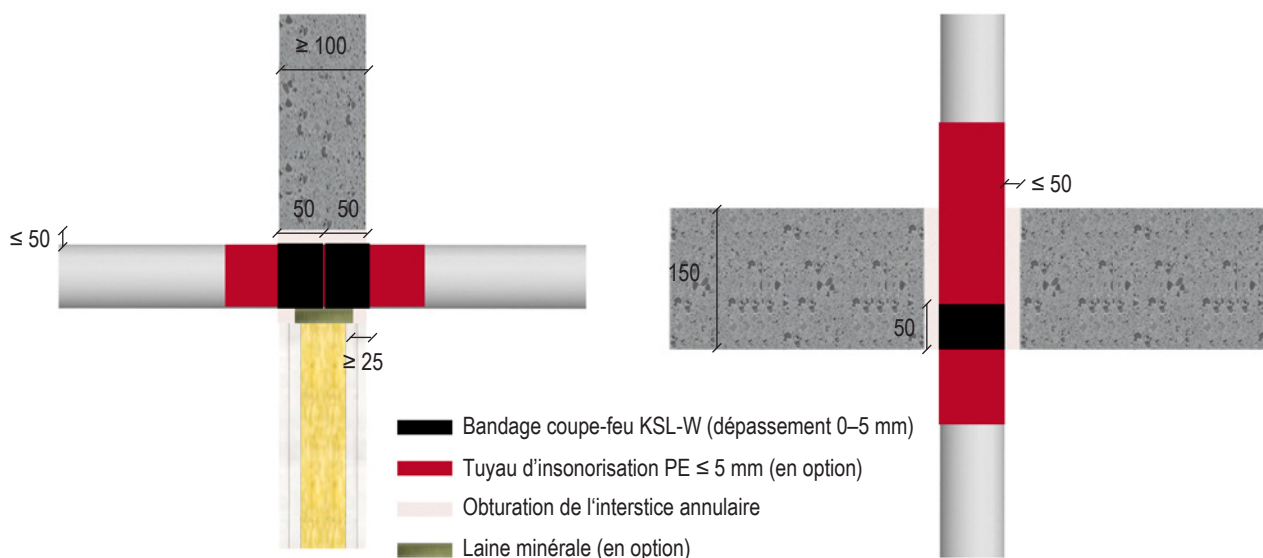 ≥ 100
50 50
≤ 50
≥ 25
≤ 50
150
50
Bandage coupe-feu KSL-W (dépassement 0–5 mm)
Tuyau d’insonorisation PE ≤ 5 mm (en option)
Obturation de l‘interstice annulaire
Laine minérale (en option)